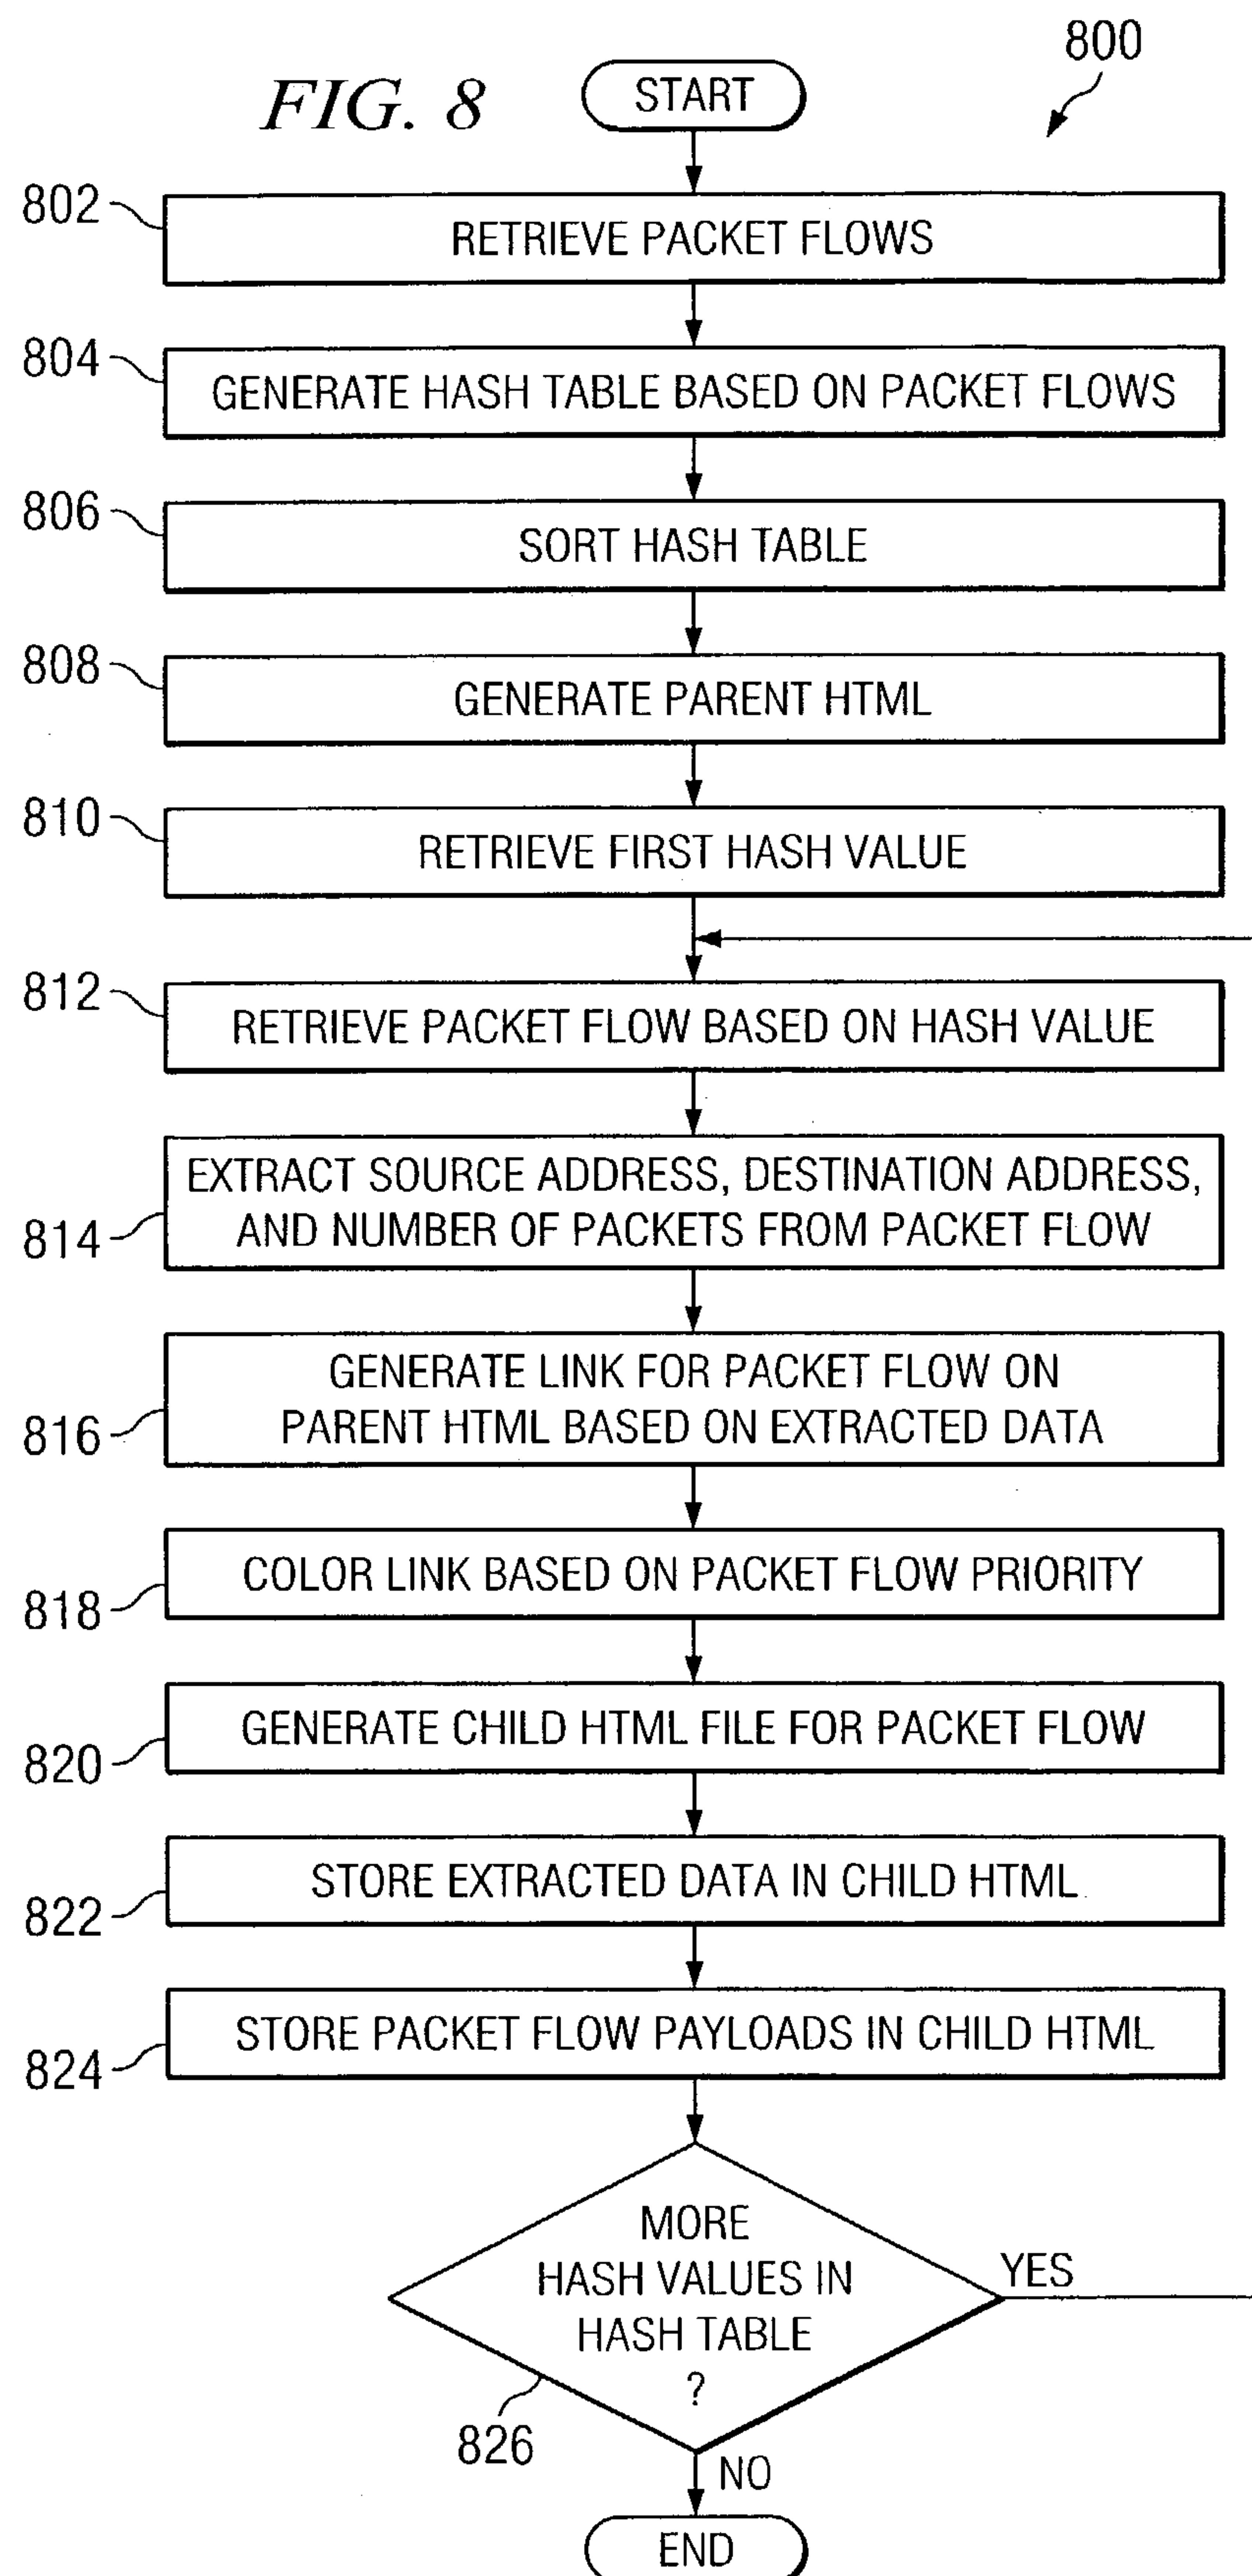 FIG. 8
START
800
802
RETRIEVE PACKET FLOWS
804
GENERATE HASH TABLE BASED ON PACKET FLOWS
806
SORT HASH TABLE
808
GENERATE PARENT HTML
810
RETRIEVE FIRST HASH VALUE
812
RETRIEVE PACKET FLOW BASED ON HASH VALUE
814
EXTRACT SOURCE ADDRESS, DESTINATION ADDRESS,
AND NUMBER OF PACKETS FROM PACKET FLOW
816
GENERATE LINK FOR PACKET FLOW ON
PARENT HTML BASED ON EXTRACTED DATA
818
COLOR LINK BASED ON PACKET FLOW PRIORITY
820
GENERATE CHILD HTML FILE FOR PACKET FLOW
822
STORE EXTRACTED DATA IN CHILD HTML
824
STORE PACKET FLOW PAYLOADS IN CHILD HTML
MORE
HASH VALUES IN
HASH TABLE
?
YES
826
NO
END